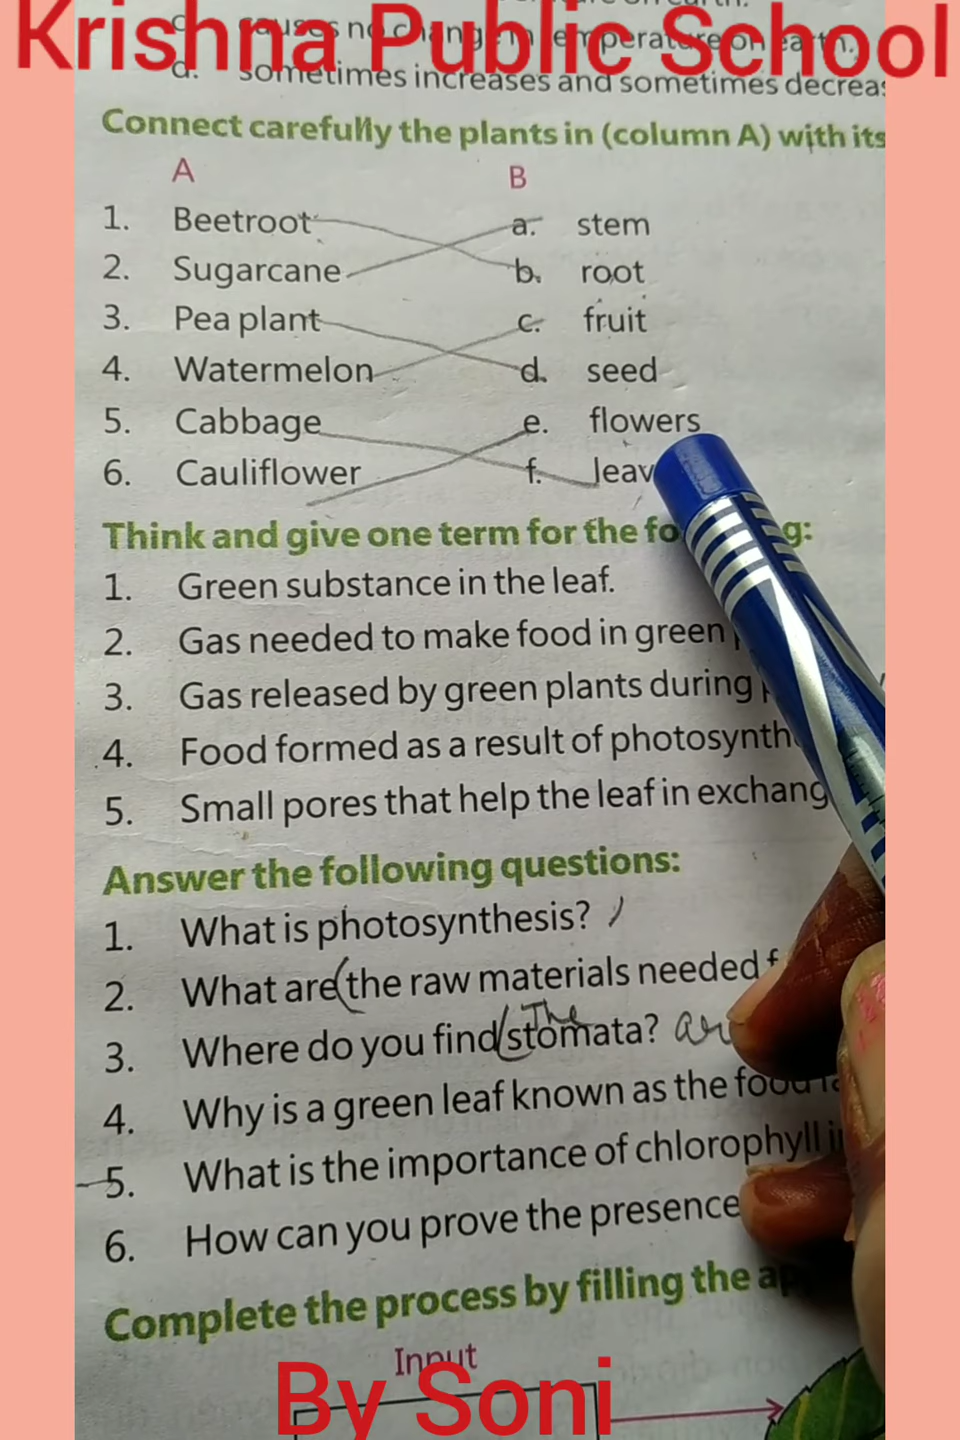 Krishna Public School
d. sometimes increases and sometimes decreas
Connect carefully the plants in (column A) with its
A B
1. Beetroot a. stem
2. Sugarcane b. root
3. Pea plant c. fruit
4. Watermelon d. seed
5. Cabbage e. flowers
6. Cauliflower f. leav
Think and give one term for the fo g:
1. Green substance in the leaf.
2. Gas needed to make food in green
3. Gas released by green plants during
4. Food formed as a result of photosynth
5. Small pores that help the leaf in exchang
Answer the following questions:
1. What is photosynthesis?
2. What are (the raw materials needed f
The
3. Where do you find stomata? are
4. Why is a green leaf known as the food
5. What is the importance of chlorophyll i
6. How can you prove the presence
Complete the process by filling the a
Input
By Soni